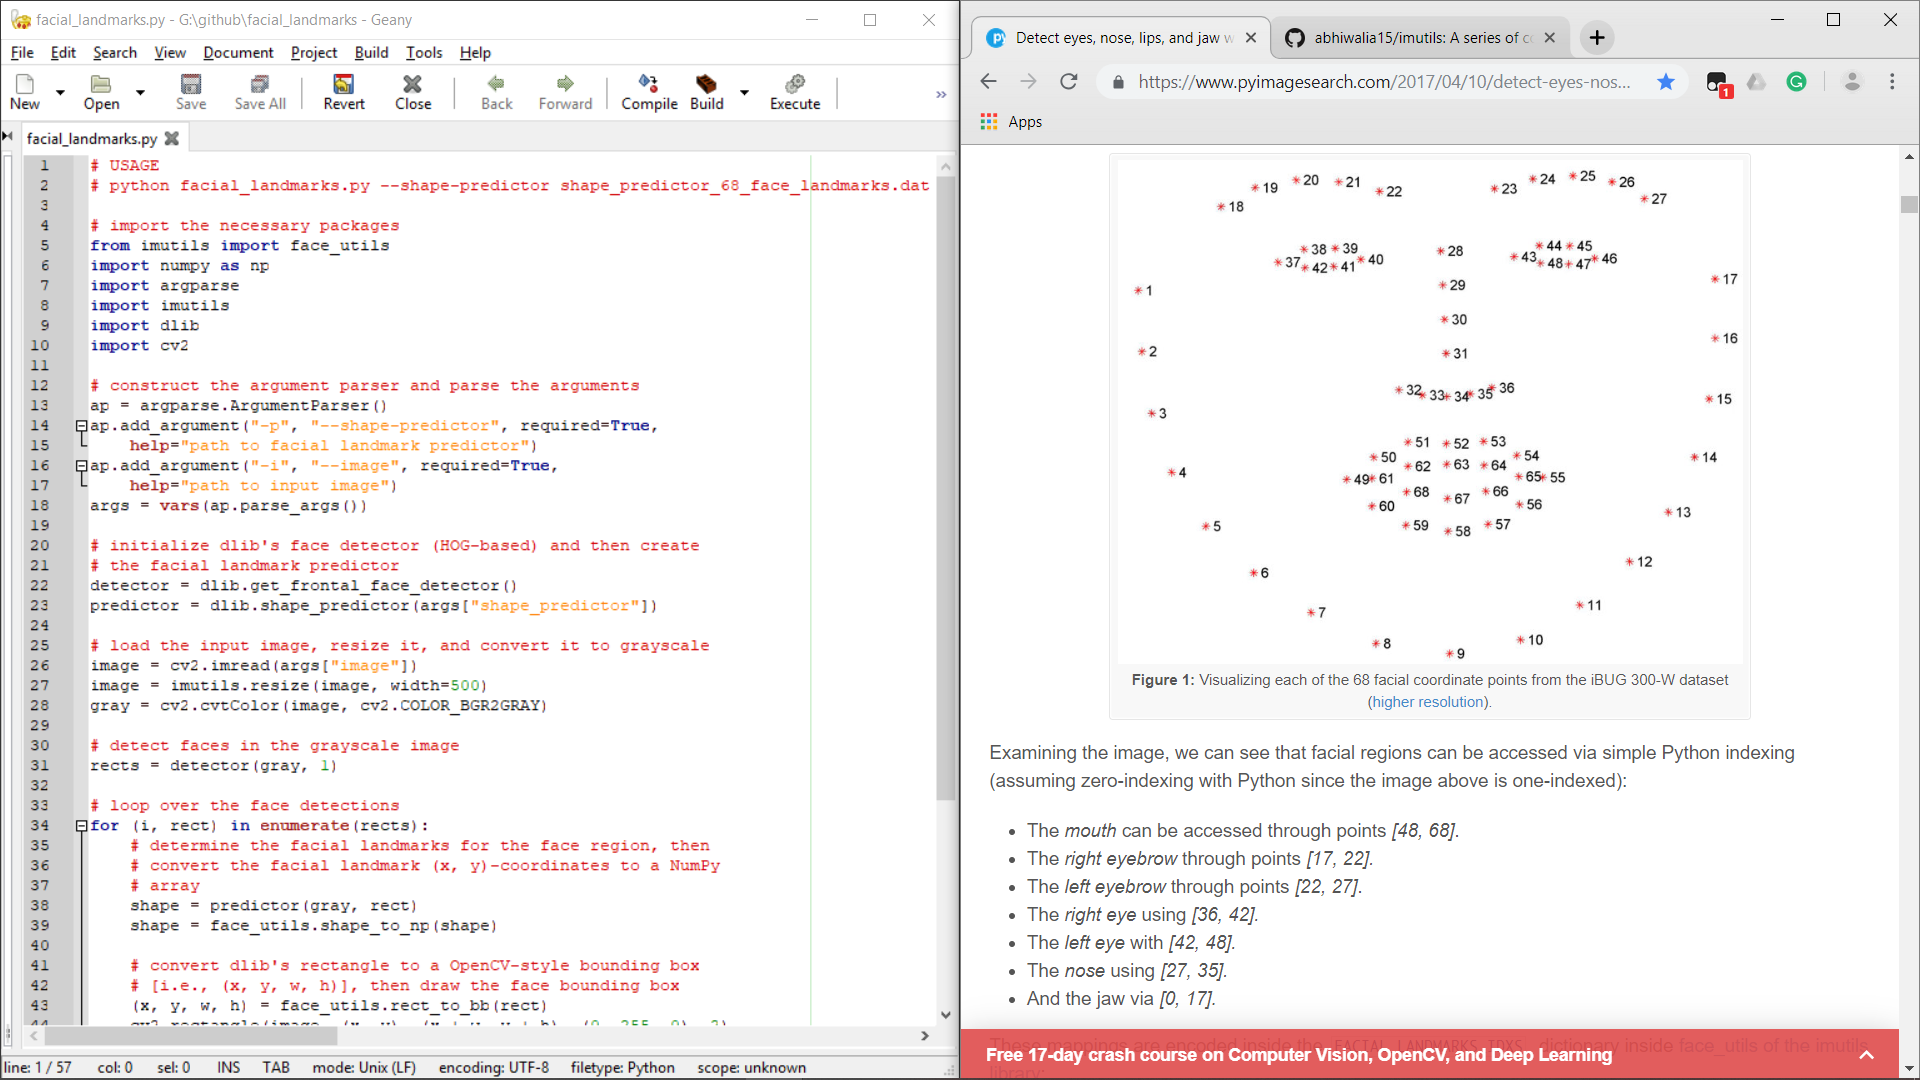 facial_landmarks.py - G:\github\facial_landmarks - Geany
File Edit Search View Document Project Build Tools Help
New Open Save Save All Revert Close Back Forward Compile Build Execute
facial_landmarks.py
1 # USAGE
2 # python facial_landmarks.py --shape-predictor shape_predictor_68_face_landmarks.dat
3
4 # import the necessary packages
5 from imutils import face_utils
6 import numpy as np
7 import argparse
8 import imutils
9 import dlib
10 import cv2
11
12 # construct the argument parser and parse the arguments
13 ap = argparse.ArgumentParser()
14 ap.add_argument("-p", "--shape-predictor", required=True,
15 help="path to facial landmark predictor")
16 ap.add_argument("-i", "--image", required=True,
17 help="path to input image")
18 args = vars(ap.parse_args())
19
20 # initialize dlib's face detector (HOG-based) and then create
21 # the facial landmark predictor
22 detector = dlib.get_frontal_face_detector()
23 predictor = dlib.shape_predictor(args["shape_predictor"])
24
25 # load the input image, resize it, and convert it to grayscale
26 image = cv2.imread(args["image"])
27 image = imutils.resize(image, width=500)
28 gray = cv2.cvtColor(image, cv2.COLOR_BGR2GRAY)
29
30 # detect faces in the grayscale image
31 rects = detector(gray, 1)
32
33 # loop over the face detections
34 for (i, rect) in enumerate(rects):
35 # determine the facial landmarks for the face region, then
36 # convert the facial landmark (x, y)-coordinates to a NumPy
37 # array
38 shape = predictor(gray, rect)
39 shape = face_utils.shape_to_np(shape)
40
41 # convert dlib's rectangle to a OpenCV-style bounding box
42 # [i.e., (x, y, w, h)], then draw the face bounding box
43 (x, y, w, h) = face_utils.rect_to_bb(rect)
line: 1 / 57 col: 0 sel: 0 INS TAB mode: Unix (LF) encoding: UTF-8 filetype: Python scope: unknown
Detect eyes, nose, lips, and jaw w
abhiwalia15/imutils: A series of co
https://www.pyimagesearch.com/2017/04/10/detect-eyes-nos...
1
Apps
19 20 21 22 23 24 25 26
18 27
38 39 28 44 45
37 42 41 40 43 48 47 46
1 29 17
30
2 31 16
32 33 34 35 36
3 15
51 52 53
50 62 63 64 54 14
4 49 61 65 55
68 67 66
60 56 13
5 59 58 57
6 12
7 11
8 9 10
Figure 1: Visualizing each of the 68 facial coordinate points from the iBUG 300-W dataset
(higher resolution).
Examining the image, we can see that facial regions can be accessed via simple Python indexing
(assuming zero-indexing with Python since the image above is one-indexed):
• The mouth can be accessed through points [48, 68].
• The right eyebrow through points [17, 22].
• The left eyebrow through points [22, 27].
• The right eye using [36, 42].
• The left eye with [42, 48].
• The nose using [27, 35].
• And the jaw via [0, 17].
These mappings are encoded inside the FACIAL_LANDMARKS_IDXS dictionary inside face_utils of the imutils
library:
Free 17-day crash course on Computer Vision, OpenCV, and Deep Learning